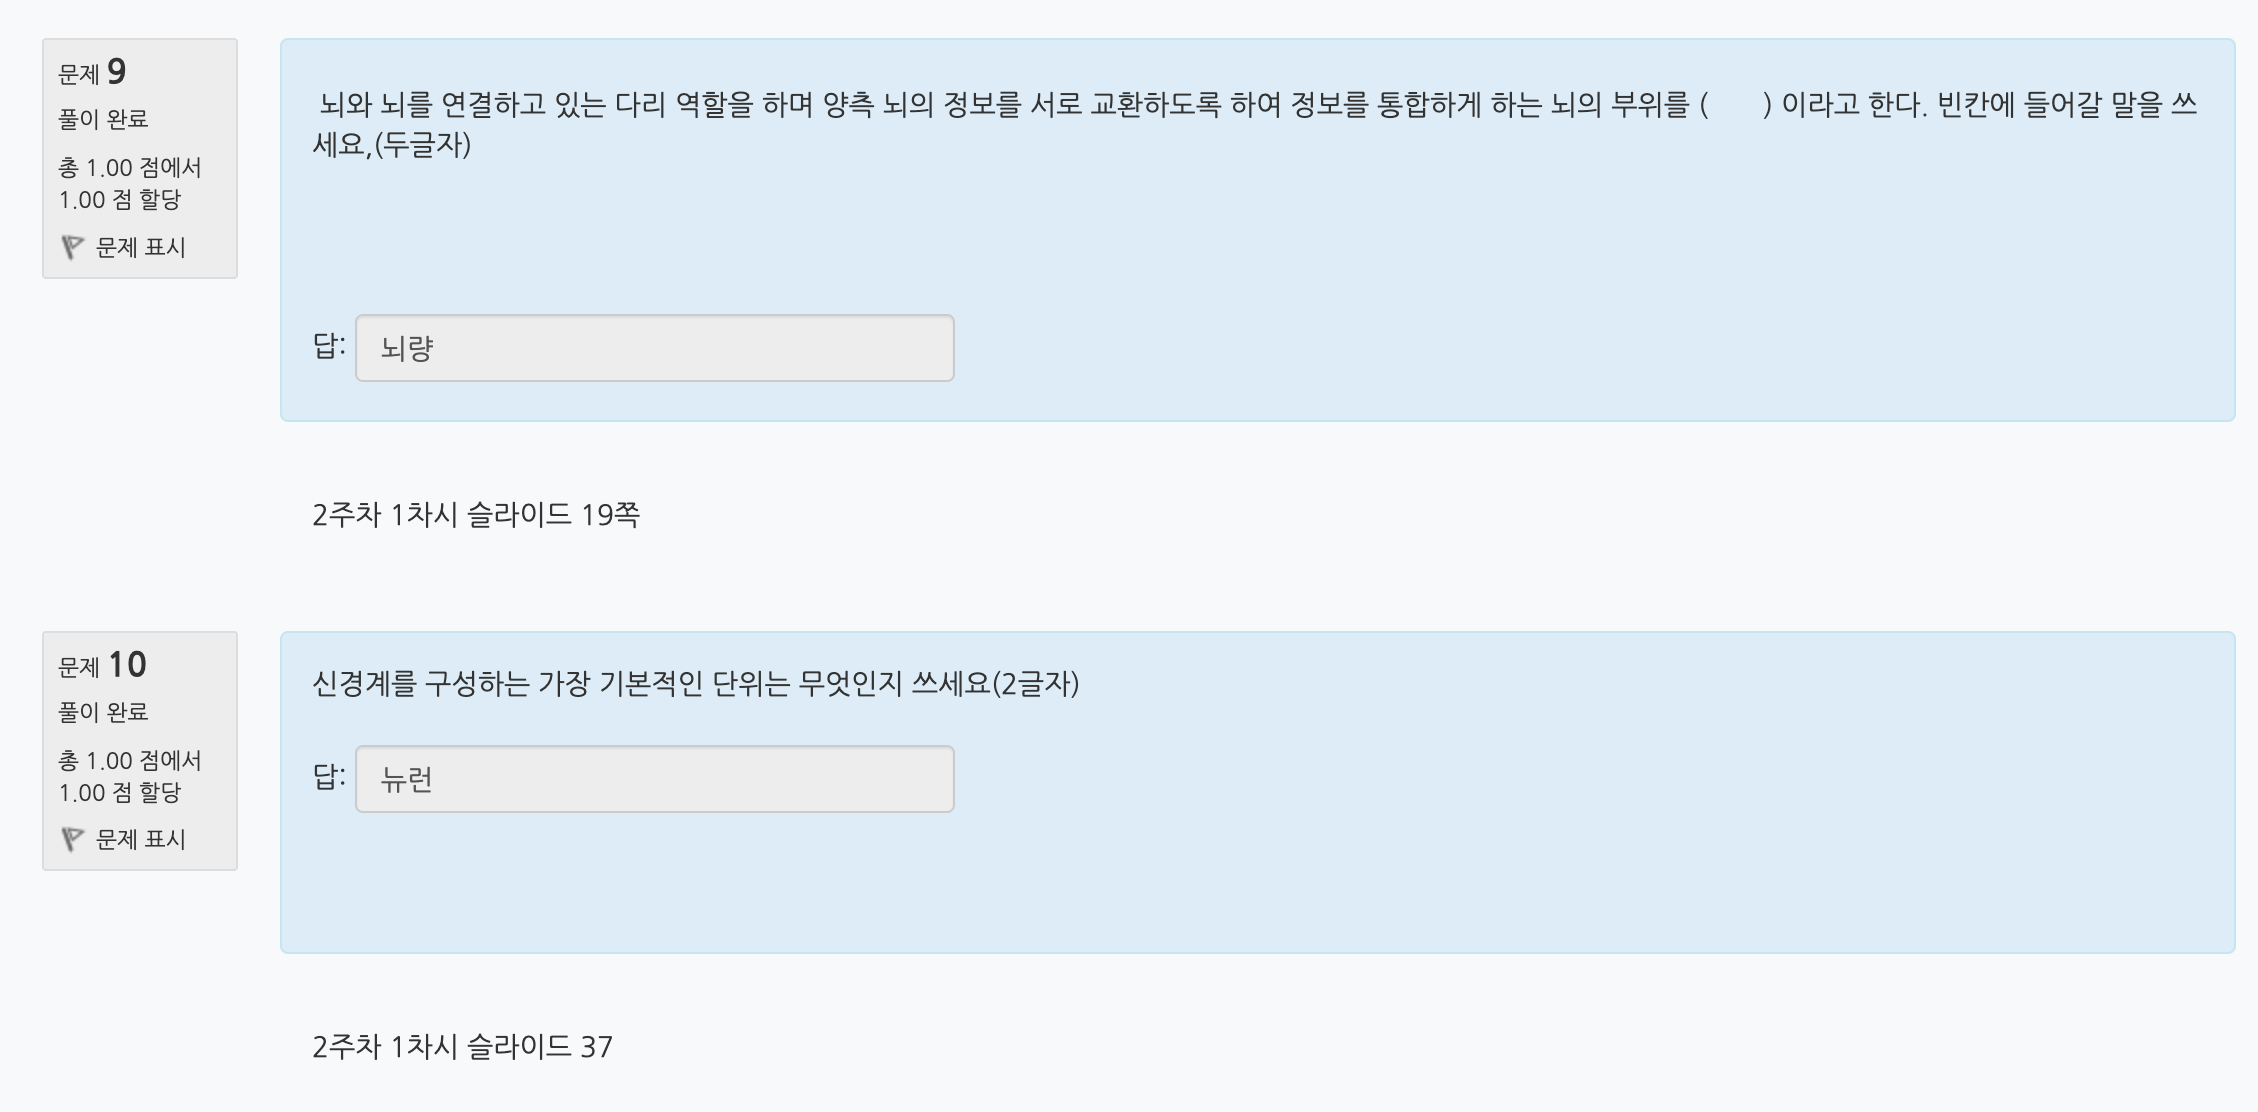 문제 9
풀이 완료
총 1.00 점에서
1.00 점 할당
문제 표시
뇌와 뇌를 연결하고 있는 다리 역할을 하며 양측 뇌의 정보를 서로 교환하도록 하여 정보를 통합하게 하는 뇌의 부위를 ( ) 이라고 한다. 빈칸에 들어갈 말을 쓰
세요,(두글자)
답: 뇌량
2주차 1차시 슬라이드 19쪽
문제 10
풀이 완료
총 1.00 점에서
1.00 점 할당
문제 표시
신경계를 구성하는 가장 기본적인 단위는 무엇인지 쓰세요(2글자)
답: 뉴런
2주차 1차시 슬라이드 37